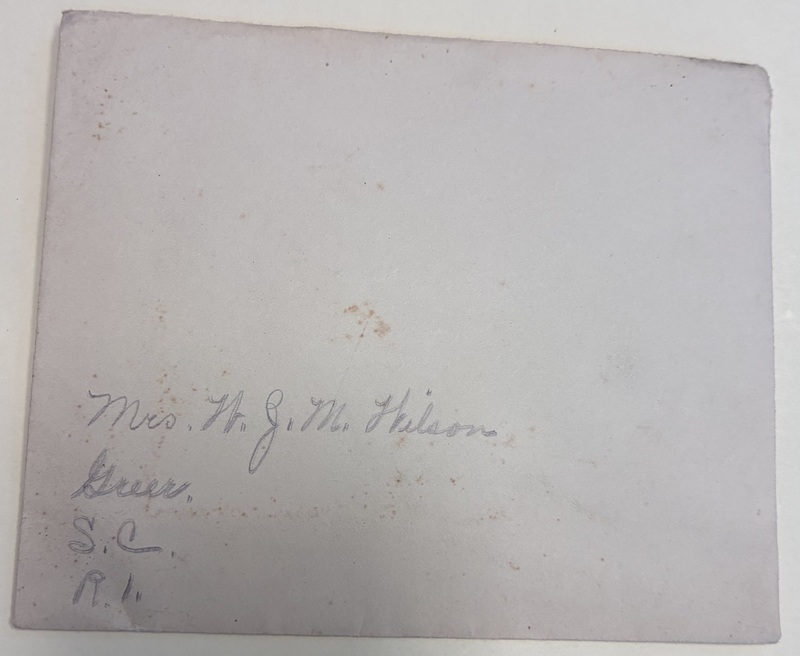 Mrs. W. J. M. Wilson
Greer.
S. C.
R. 1.